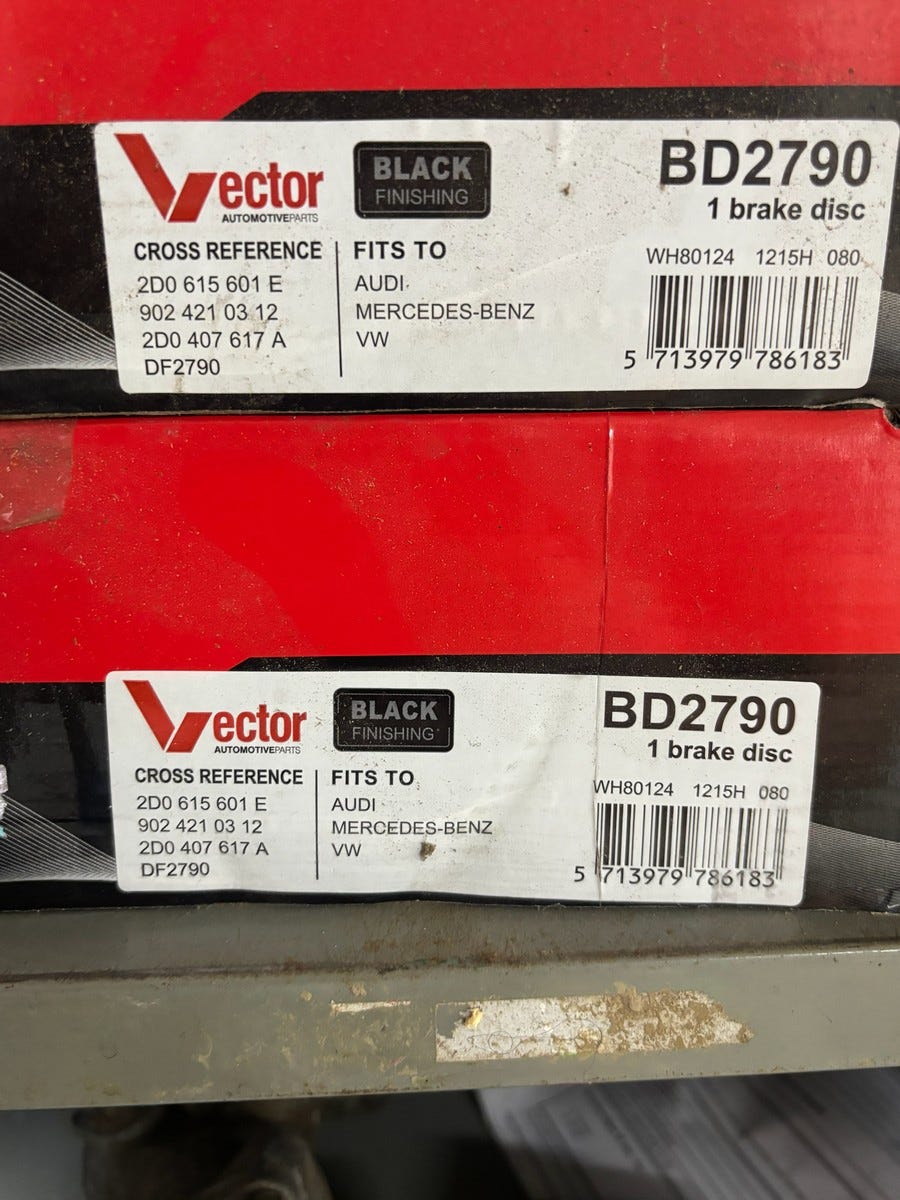 Vector
AUTOMOTIVEPARTS
BLACK
FINISHING
BD2790
1 brake disc
CROSS REFERENCE
2D0 615 601 E
902 421 03 12
2D0 407 617 A
DF2790
FITS TO
AUDI
MERCEDES-BENZ
VW
WH80124 1215H 080
5 713979 786183
Vector
AUTOMOTIVEPARTS
BLACK
FINISHING
BD2790
1 brake disc
CROSS REFERENCE
2D0 615 601 E
902 421 03 12
2D0 407 617 A
DF2790
FITS TO
AUDI
MERCEDES-BENZ
VW
WH80124 1215H 080
5 713979 786183